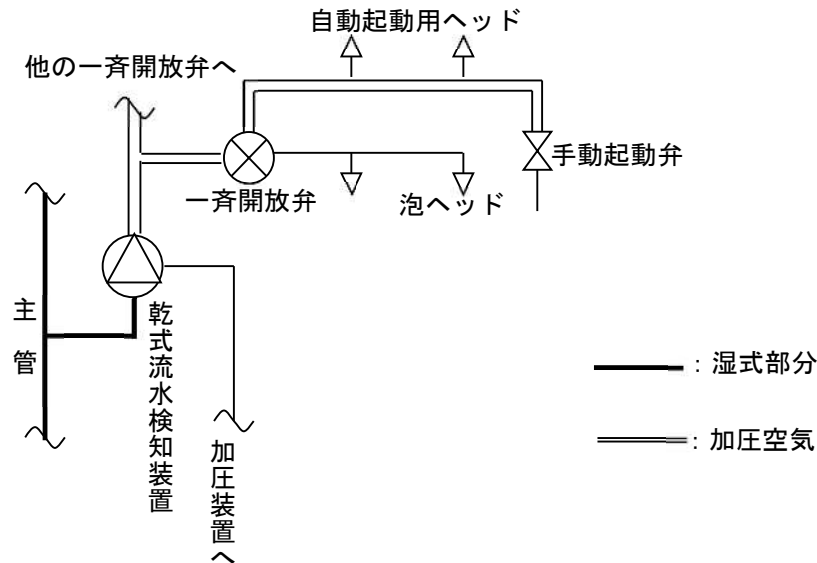 自動起動用ヘッド
他の一斉開放弁へ
手動起動弁
一斉開放弁
泡ヘッド
主管
乾式流水検知装置
加圧装置へ
：湿式部分
：加圧空気